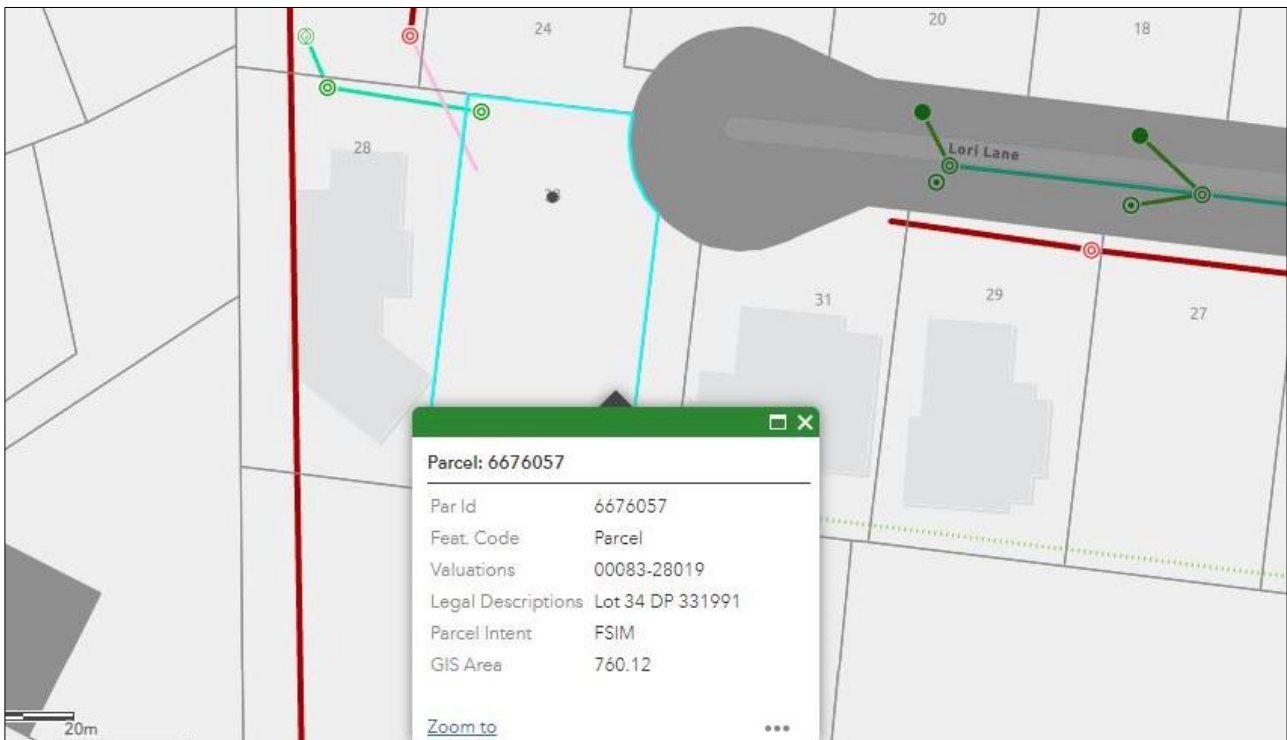 24
20
18
28
Lori Lane
31
29
27
Parcel: 6676057
Par Id 6676057
Feat. Code Parcel
Valuations 00083-28019
Legal Descriptions Lot 34 DP 331991
Parcel Intent FSIM
GIS Area 760.12
Zoom to
20m